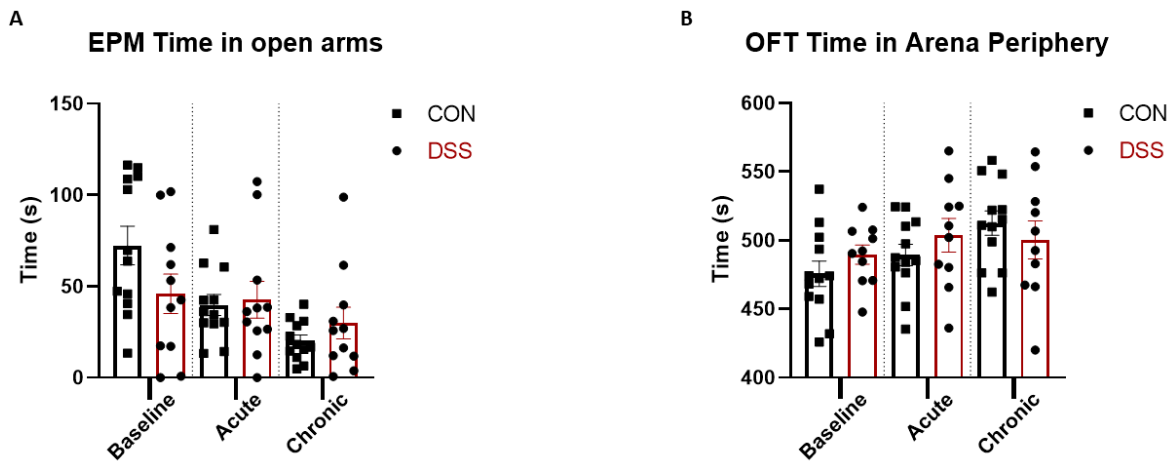 A
EPM Time in open arms
Time (s)
150
100
50
0
Baseline
Acute
Chronic
CON
DSS
B
OFT Time in Arena Periphery
Time (s)
600
550
500
450
400
Baseline
Acute
Chronic
CON
DSS